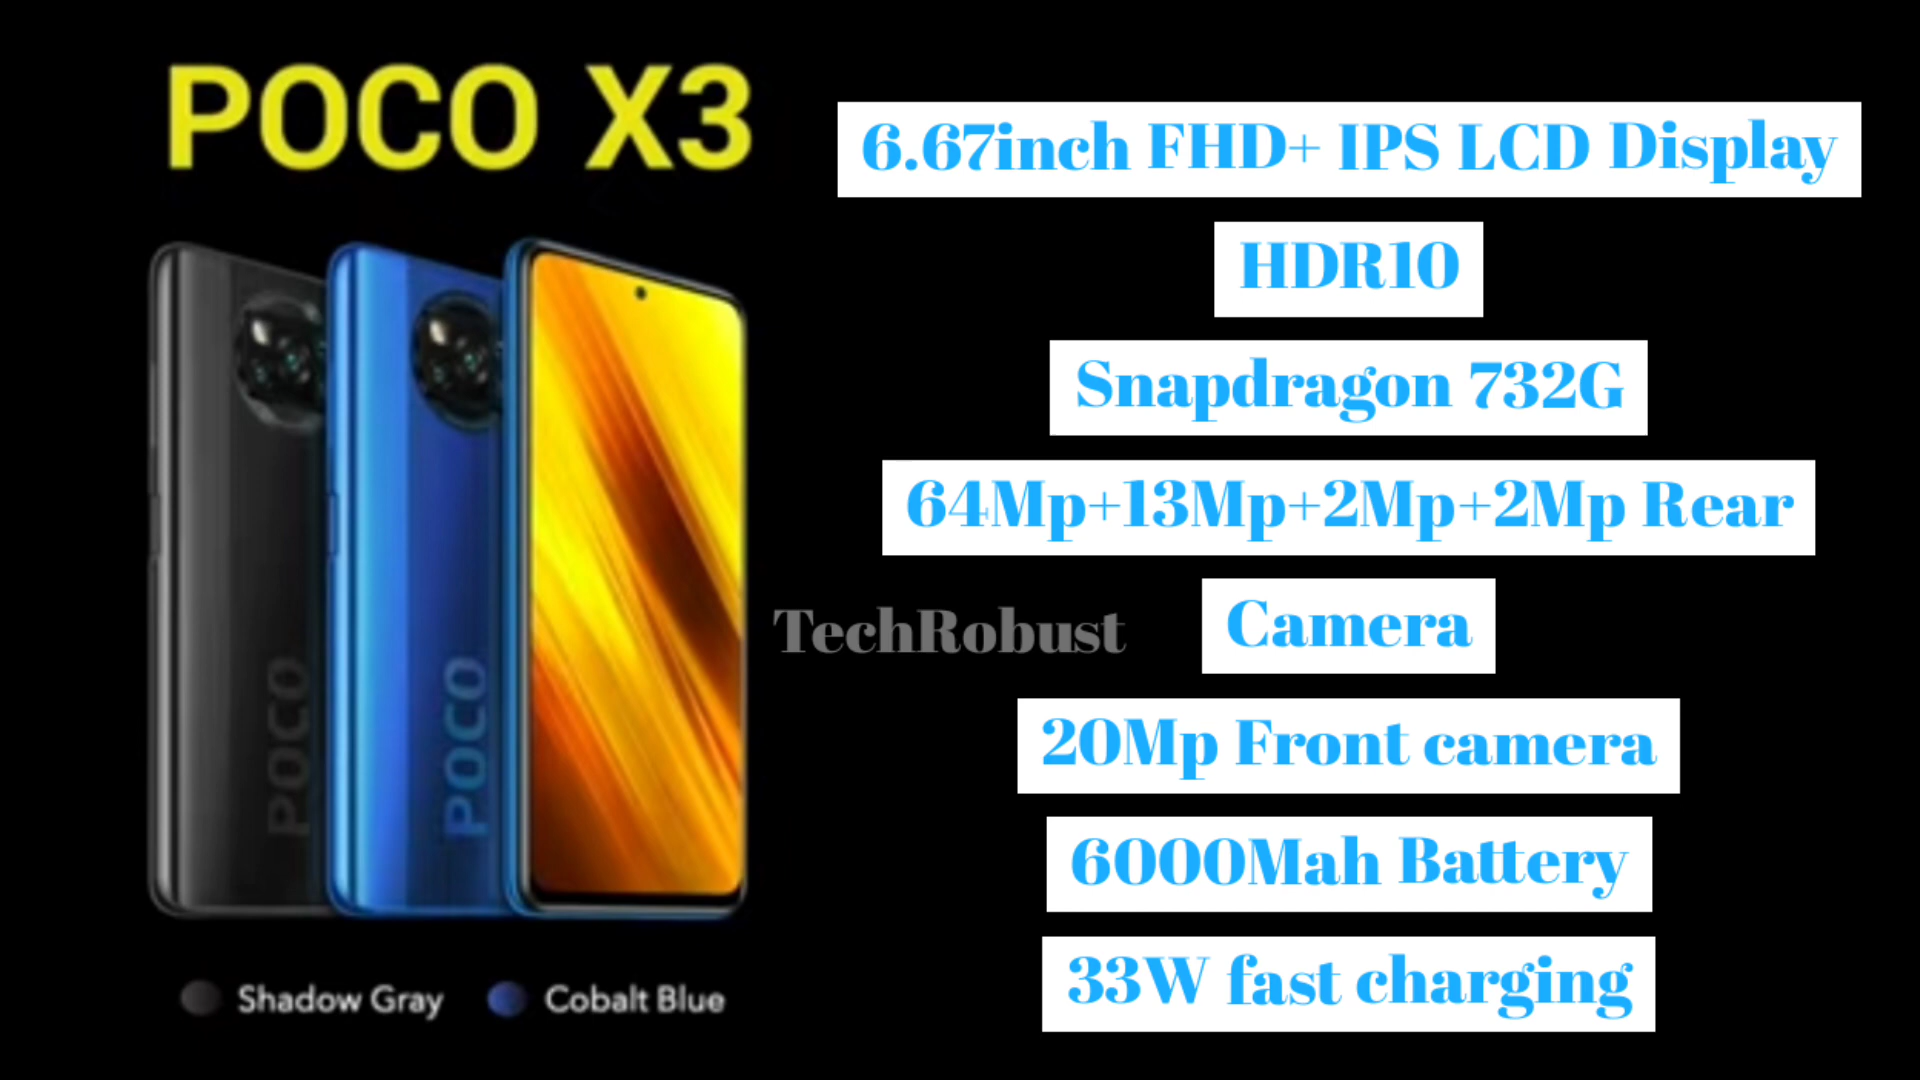 POCO X3
6.67inch FHD+ IPS LCD Display
HDR10
Snapdragon 732G
64Mp+13Mp+2Mp+2Mp Rear
Camera
TechRobust
20Mp Front camera
6000Mah Battery
33W fast charging
POCO
POCO
Shadow Gray
Cobalt Blue